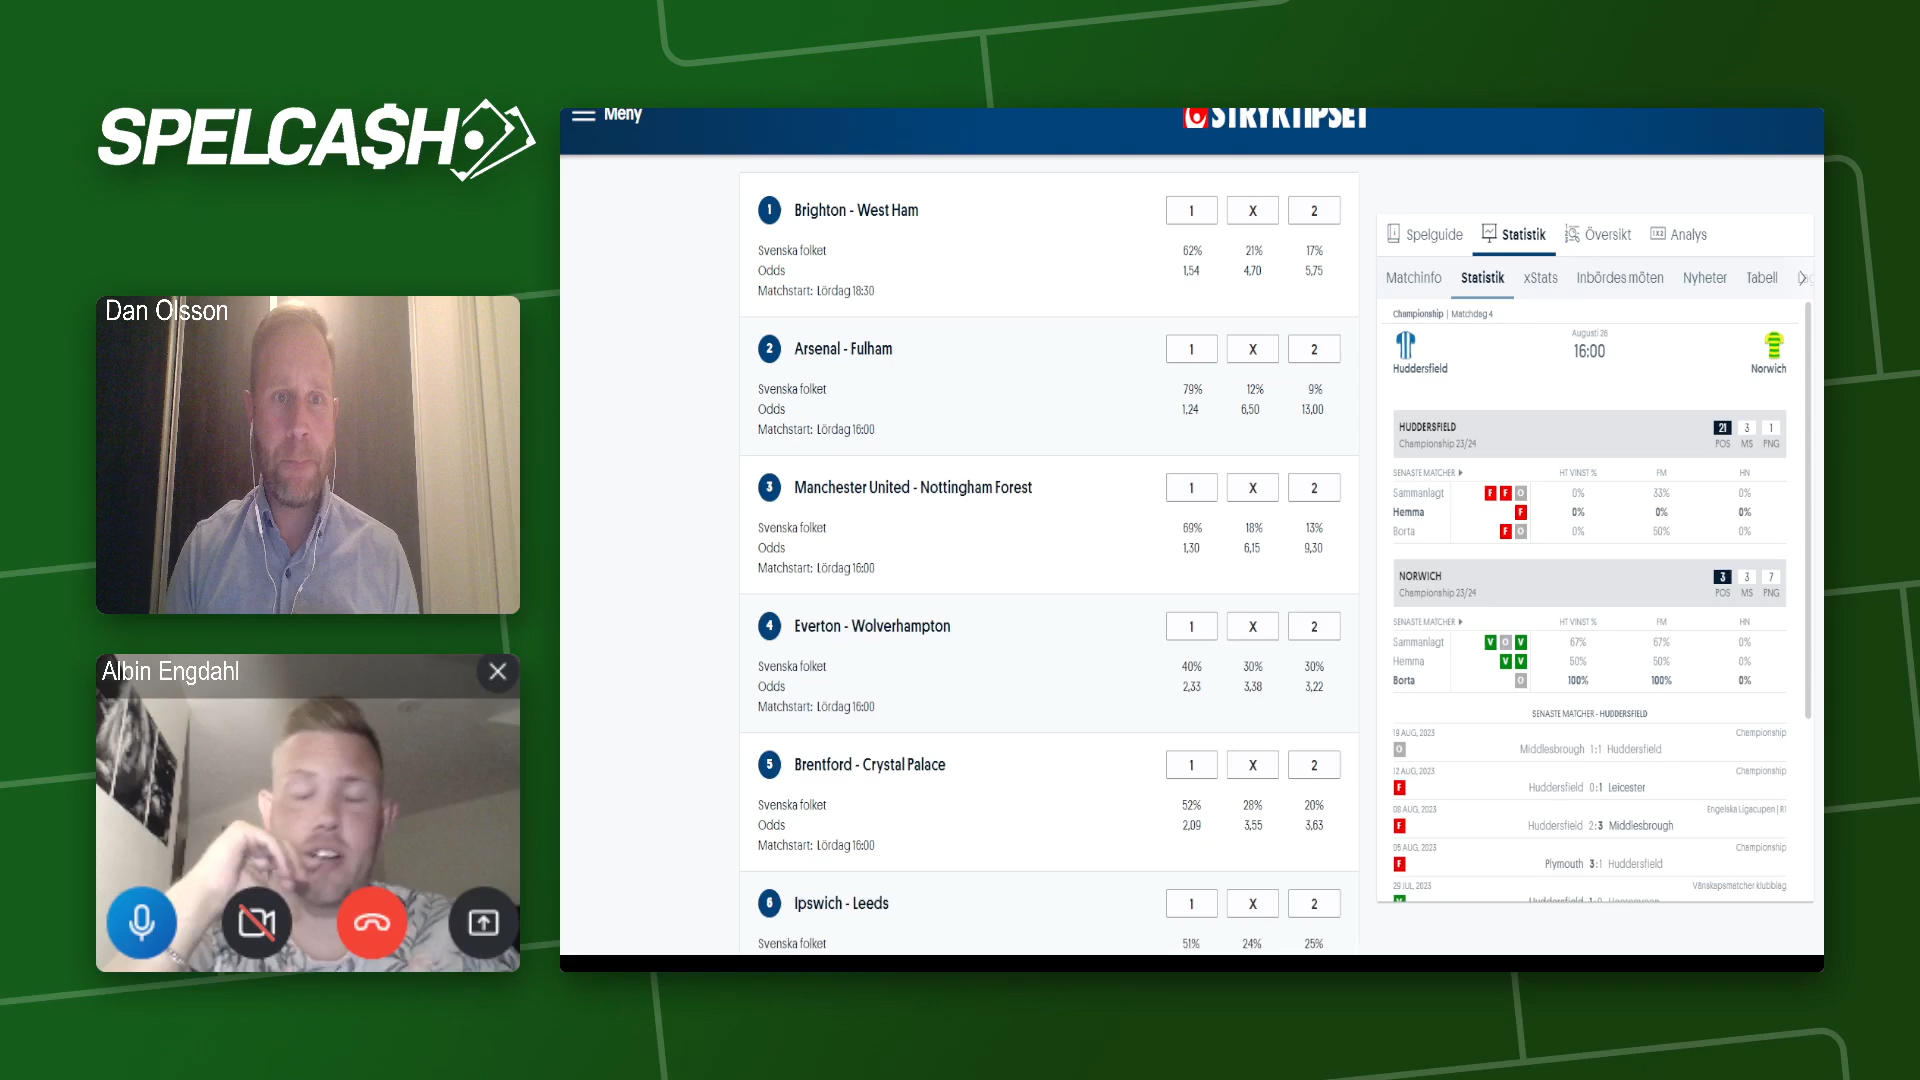 SPELCA$H
Dan Olsson
Albin Engdahl
Meny
STRYKTIPSET
1 Brighton - West Ham 1 X 2
Svenska folket 62% 21% 17%
Odds 1,54 4,70 5,75
Matchstart: Lördag 18:30
2 Arsenal - Fulham 1 X 2
Svenska folket 79% 12% 9%
Odds 1,24 6,50 13,00
Matchstart: Lördag 16:00
3 Manchester United - Nottingham Forest 1 X 2
Svenska folket 69% 18% 13%
Odds 1,30 6,15 9,30
Matchstart: Lördag 16:00
4 Everton - Wolverhampton 1 X 2
Svenska folket 40% 30% 30%
Odds 2,33 3,38 3,22
Matchstart: Lördag 16:00
5 Brentford - Crystal Palace 1 X 2
Svenska folket 52% 28% 20%
Odds 2,09 3,55 3,63
Matchstart: Lördag 16:00
6 Ipswich - Leeds 1 X 2
Svenska folket 51% 24% 25%
Spelguide Statistik Översikt Analys
Matchinfo Statistik xStats Inbördes möten Nyheter Tabell
Championship | Matchdag 4
Augusti 26
16:00
Huddersfield Norwich
HUDDERSFIELD 21 3 1
Championship 23/24 POS MS PNG
SENASTE MATCHER HT VINST % FM HN
Sammanlagt F F O 0% 33% 0%
Hemma F 0% 0% 0%
Borta F O 0% 50% 0%
NORWICH 3 3 7
Championship 23/24 POS MS PNG
SENASTE MATCHER HT VINST % FM HN
Sammanlagt V O V 67% 67% 0%
Hemma V V 50% 50% 0%
Borta O 100% 100% 0%
SENASTE MATCHER - HUDDERSFIELD
19 AUG, 2023 Championship
O Middlesbrough 1:1 Huddersfield
12 AUG, 2023 Championship
F Huddersfield 0:1 Leicester
08 AUG, 2023 Engelska Ligacupen | R1
F Huddersfield 2:3 Middlesbrough
05 AUG, 2023 Championship
F Plymouth 3:1 Huddersfield
29 JUL, 2023 Vänskapsmatcher klubblag